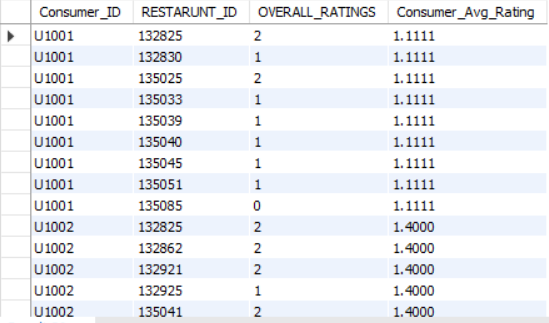 Consumer_ID RESTARUNT_ID OVERALL_RATINGS Consumer_Avg_Rating
U1001 132825 2 1.1111
U1001 132830 1 1.1111
U1001 135025 2 1.1111
U1001 135033 1 1.1111
U1001 135039 1 1.1111
U1001 135040 1 1.1111
U1001 135045 1 1.1111
U1001 135051 1 1.1111
U1001 135085 0 1.1111
U1002 132825 2 1.4000
U1002 132862 2 1.4000
U1002 132921 2 1.4000
U1002 132925 1 1.4000
U1002 135041 2 1.4000